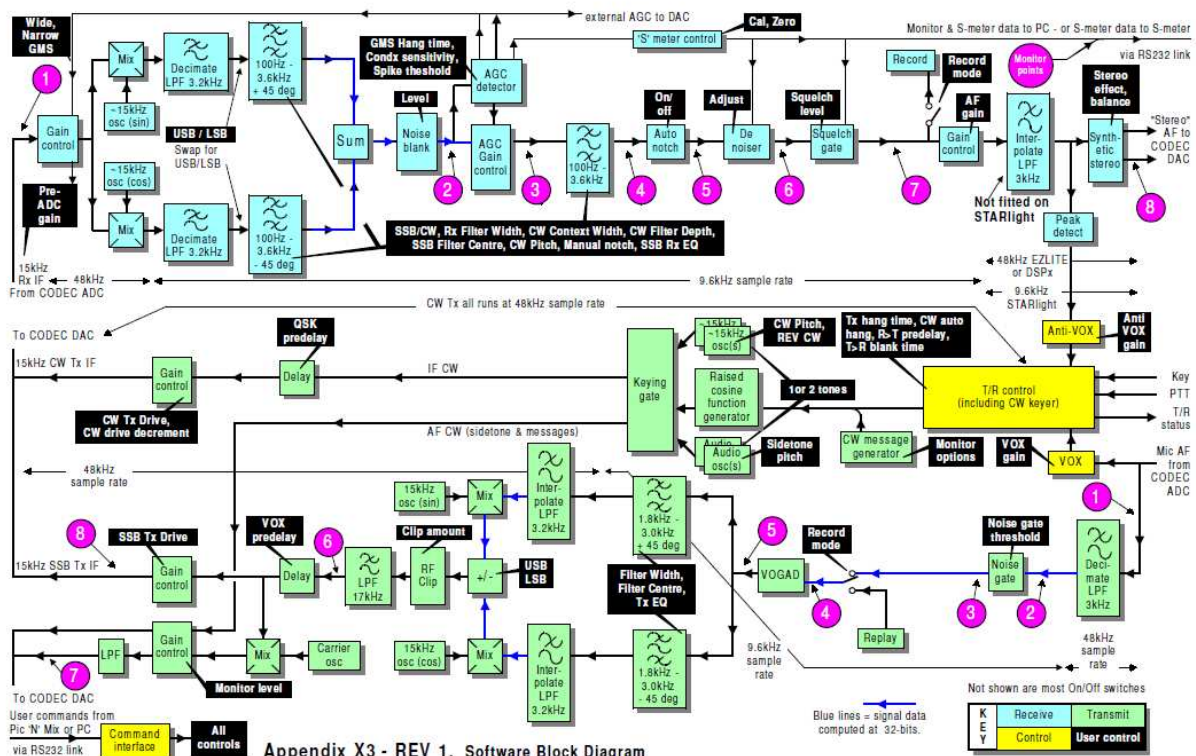 Wide,
Narrow
GMS
1
Mix
Decimate
LPF 3.2kHz
100Hz -
3.6kHz
+ 45 deg
~15kHz
osc (sin)
Gain
control
USB / LSB
Swap for
USB/LSB
~15kHz
osc (cos)
Pre-
ADC
gain
Mix
Decimate
LPF 3.2kHz
100Hz -
3.6kHz
- 45 deg
Sum
15kHz
Rx IF
From CODEC ADC
48kHz
external AGC to DAC
GMS Hang time,
Condx sensitivity,
Spike theshold
AGC
detector
Level
Noise
blank
2
AGC
Gain
control
3
100Hz -
3.6kHz
4
'S' meter control
Cal, Zero
On/
off
Auto
notch
5
Adjust
De
noiser
6
Squelch
level
Squelch
gate
7
Record
Record
mode
AF
gain
Gain
control
Monitor
points
Monitor & S-meter data to PC - or S-meter data to S-meter
via RS232 link
Inter-
polate
LPF
3kHz
Not fitted on
STARlight
Stereo
effect,
balance
Synth-
etic
stereo
"Stereo"
AF to
CODEC
DAC
8
Peak
detect
SSB/CW, Rx Filter Width, CW Context Width, CW Filter Depth,
SSB Filter Centre, CW Pitch, Manual notch, SSB Rx EQ
9.6kHz sample rate
48kHz EZLITE
or DSPx
9.6kHz
STARlight
CW Tx all runs at 48kHz sample rate
To CODEC DAC
15kHz CW Tx IF
Gain
control
CW Tx Drive,
CW drive decrement
QSK
predelay
Delay
IF CW
Keying
gate
~15kHz
~15kHz
osc(s)
CW Pitch,
REV CW
Raised
cosine
function
generator
1or 2 tones
Audio
Audio
osc(s)
Sidetone
pitch
AF CW (sidetone & messages)
Tx hang time, CW auto
hang, R>T predelay,
T>R blank time
Anti-VOX
Anti
VOX
gain
T/R control
(including CW keyer)
Key
PTT
T/R
status
CW message
generator
Monitor
options
VOX
gain
VOX
Mic AF
from
CODEC
ADC
1
48kHz
sample rate
15kHz
osc (sin)
Mix
Inter-
polate
LPF
3.2kHz
1.8kHz -
3.0kHz
+ 45 deg
8
SSB Tx Drive
15kHz SSB Tx IF
Gain
control
VOX
predelay
Delay
6
LPF
17kHz
Clip amount
RF
Clip
+/-
USB
LSB
Filter Width,
Filter Centre,
Tx EQ
5
VOGAD
4
Record
mode
Replay
3
Noise gate
threshold
Noise
gate
2
Deci-
mate
LPF
3kHz
7
LPF
Gain
control
Monitor level
Mix
Carrier
osc
15kHz
osc (cos)
Mix
Inter-
polate
LPF
3.2kHz
1.8kHz -
3.0kHz
- 45 deg
9.6kHz
sample
rate
48kHz
sample
rate
To CODEC DAC
User commands from
Pic 'N' Mix or PC
via RS232 link
Command
interface
All
controls
Appendix X3 - REV 1. Software Block Diagram
Blue lines = signal data
computed at 32-bits.
Not shown are most On/Off switches
KEY
Receive
Transmit
Control
User control